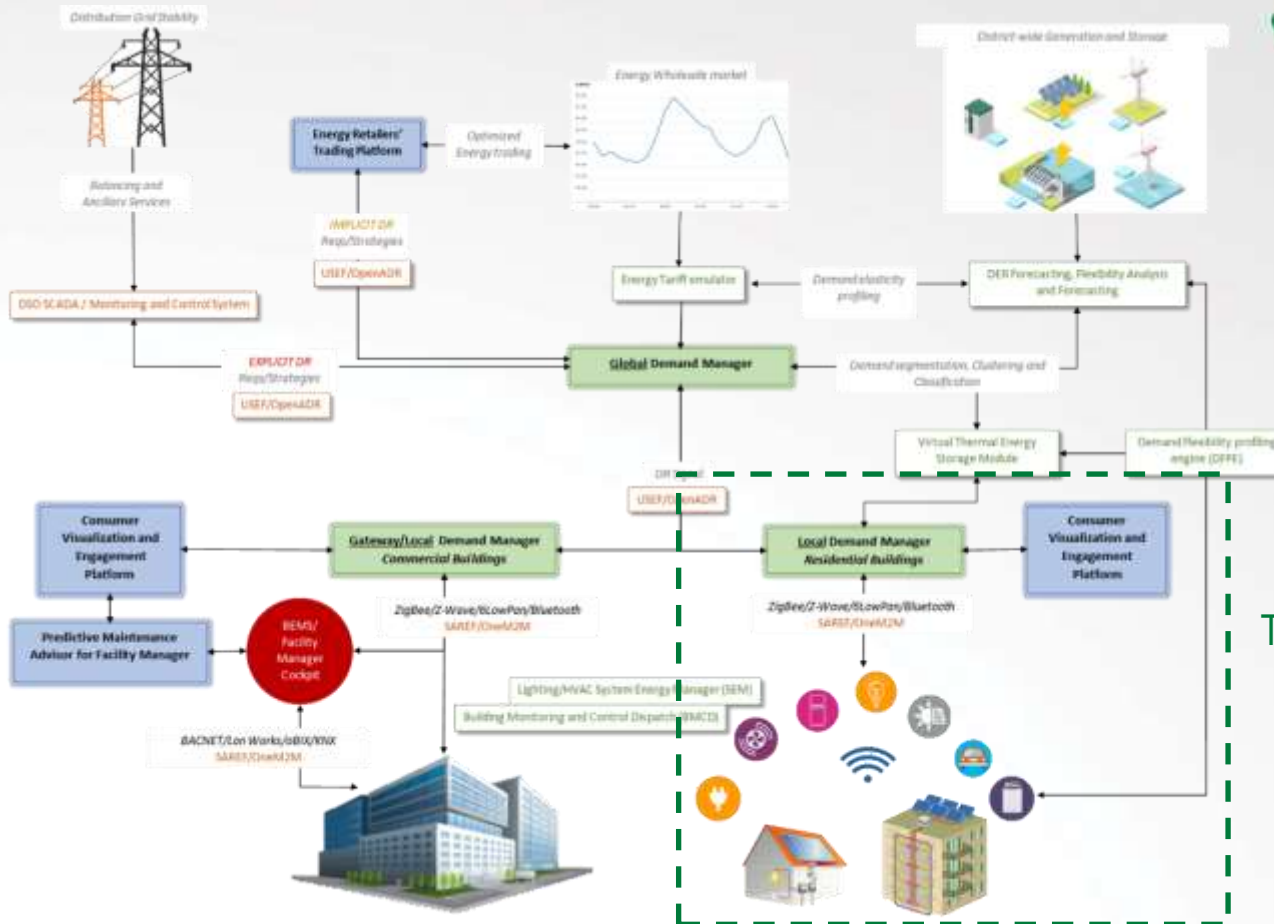 Distribution Grid Stability
District-wide Generation and Storage
Energy Wholesale market
Energy Retailers'
Trading Platform
Optimized
Energy trading
Balancing and
Ancillary Services
IMPLICIT DR
Reqs/Strategies
USEF/OpenADR
Energy Tariff emulator
Demand elasticity
profiling
DER Forecasting, Flexibility Analysis
and Forecasting
DSO SCADA / Monitoring and Control System
EXPLICIT DR
Reqs/Strategies
USEF/OpenADR
Global Demand Manager
Demand segmentation, Clustering and
Classification
Virtual Thermal Energy
Storage Module
Demand Flexibility profiling
engine (DFPE)
DR
USEF/OpenADR
Consumer
Visualization and
Engagement
Platform
Gateway/Local Demand Manager
Commercial Buildings
Local Demand Manager
Residential Buildings
Consumer
Visualization and
Engagement
Platform
ZigBee/Z-Wave/6LowPan/Bluetooth
SAREF/OneM2M
ZigBee/Z-Wave/6LowPan/Bluetooth
SAREF/OneM2M
Predictive Maintenance
Advisor for Facility Manager
BEMS/
Facility
Manager
Cockpit
Lighting/HVAC System Energy Manager (SEM)
Building Monitoring and Control Dispatch (BMCD)
BACNET/Lon Works/oBIX/KNX
SAREF/OneM2M
T